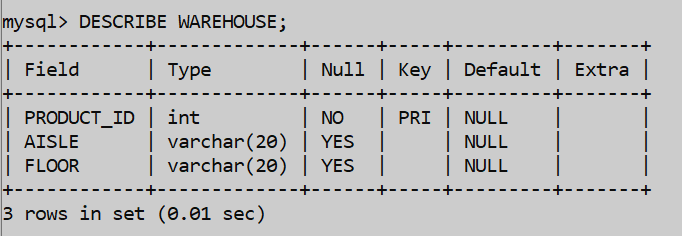 mysql> DESCRIBE WAREHOUSE;
+------------+-------------+------+-----+---------+-------+
| Field      | Type        | Null | Key | Default | Extra |
+------------+-------------+------+-----+---------+-------+
| PRODUCT_ID | int         | NO   | PRI | NULL    |       |
| AISLE      | varchar(20) | YES  |     | NULL    |       |
| FLOOR      | varchar(20) | YES  |     | NULL    |       |
+------------+-------------+------+-----+---------+-------+
3 rows in set (0.01 sec)